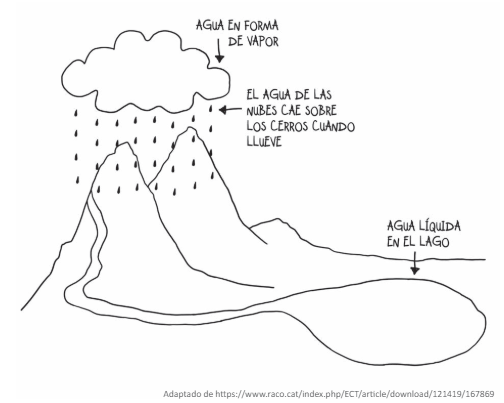 AGUA EN FORMA
DE VAPOR
EL AGUA DE LAS
NUBES CAE SOBRE
LOS CERROS CUANDO
LLUEVE
AGUA LÍQUIDA
EN EL LAGO
Adaptado de https://www.raco.cat/index.php/ECT/article/download/121419/167869